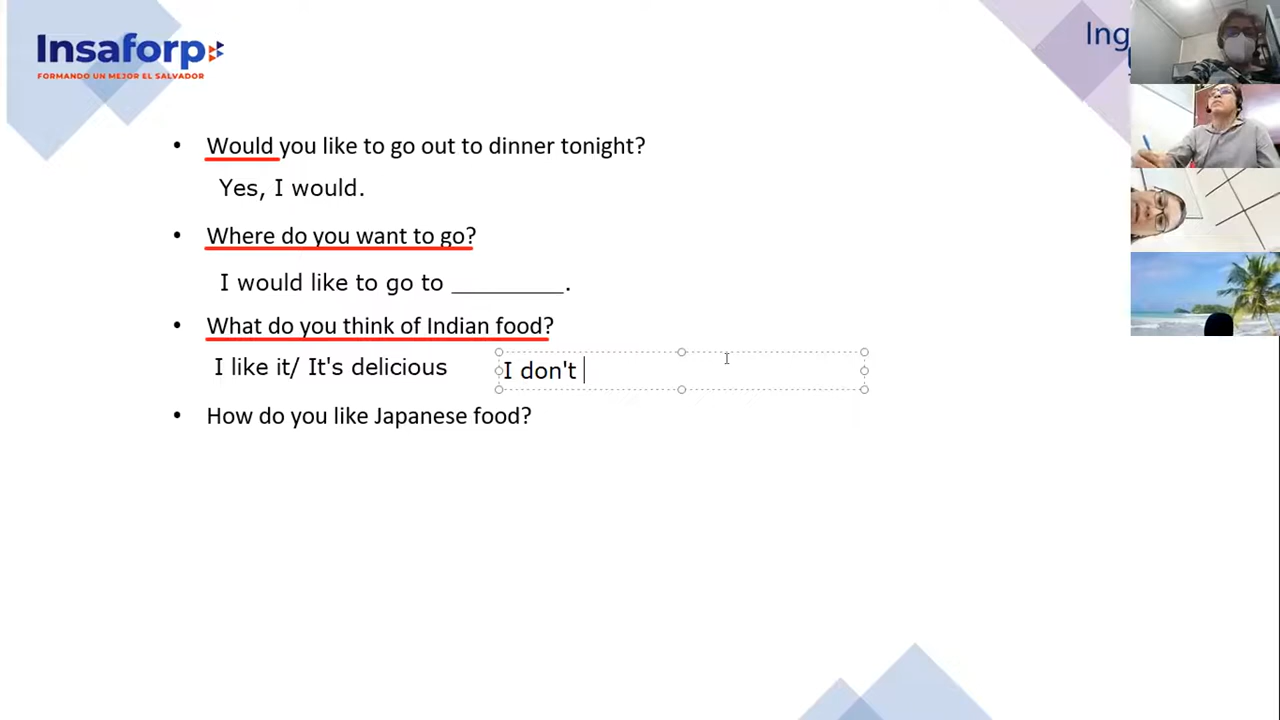 Insaforp
FORMANDO UN MEJOR EL SALVADOR
Ing
• Would you like to go out to dinner tonight?
Yes, I would.
• Where do you want to go?
I would like to go to _________.
• What do you think of Indian food?
I like it/ It's delicious
I don't
• How do you like Japanese food?